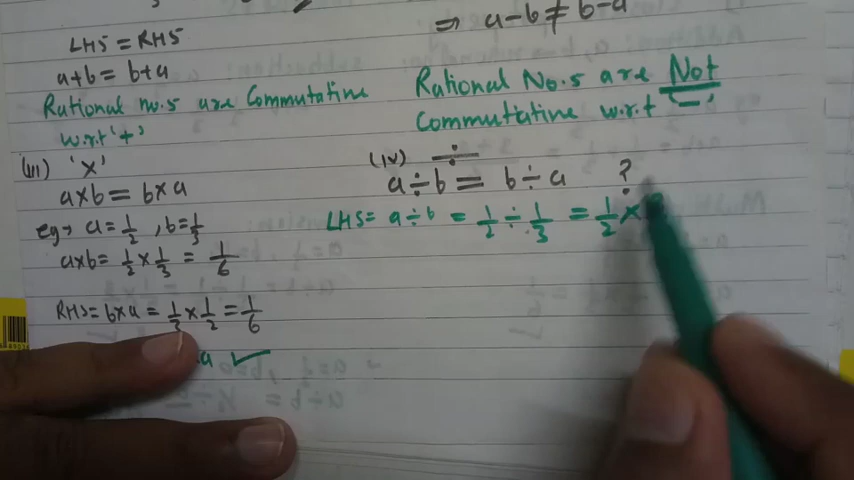 LHS = RHS
a+b = b+a
Rational no.s are Commutative
w.r.t '+'
(iii) 'x'
a×b = b×a
eg→ a=1/2, b=1/3
a×b = 1/2 × 1/3 = 1/6
RHS = b×a = 1/3 × 1/2 = 1/6
a ✓
⇒ a-b ≠ b-a
Rational No.s are Not
Commutative w.r.t '-'
(iv) ÷
a÷b = b÷a ?
LHS = a÷b = 1/2 ÷ 1/3 = 1/2 ×